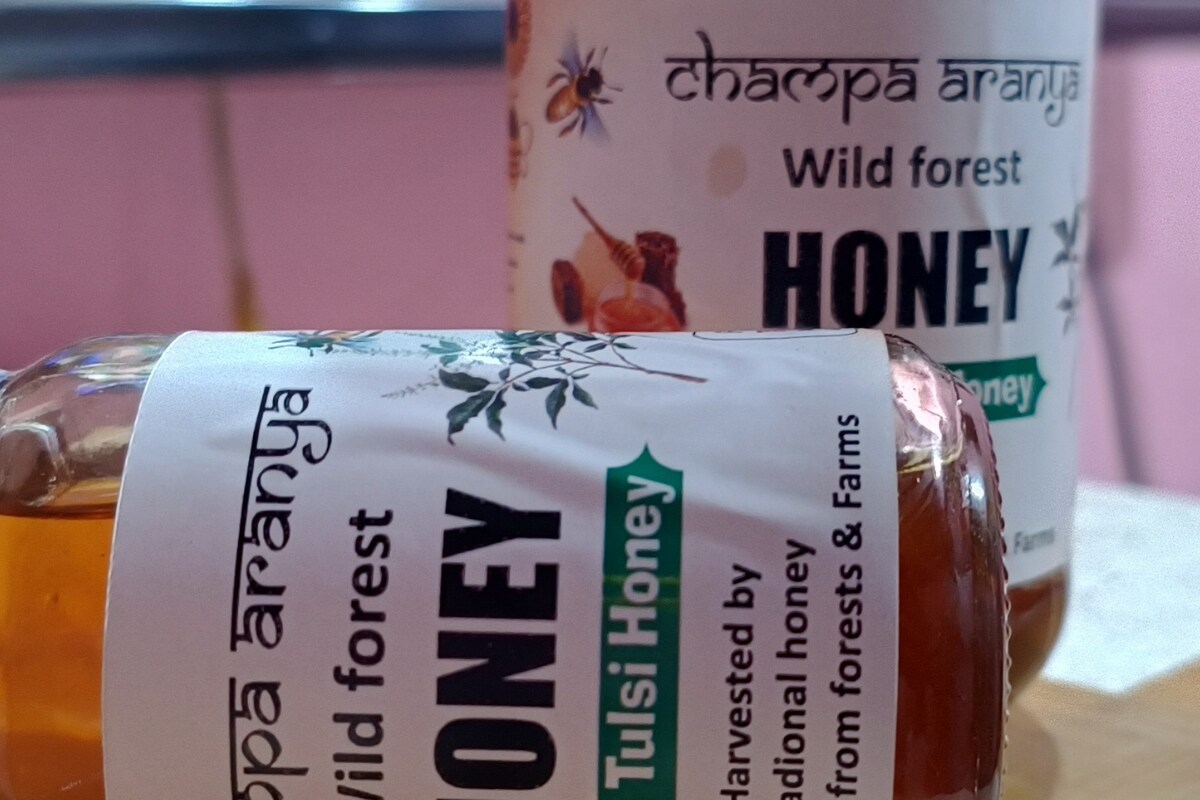 champa aranya
Wild forest
HONEY
Honey
Farms
pa aranya
Wild forest
HONEY
Tulsi Honey
Harvested by
adional honey
from forests & Farms